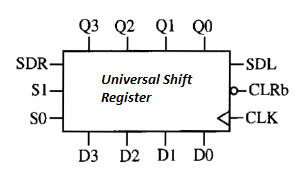 Q3 Q2 Q1 Q0
SDR SDL
Universal Shift
S1 Register CLRb
S0 CLK
D3 D2 D1 D0